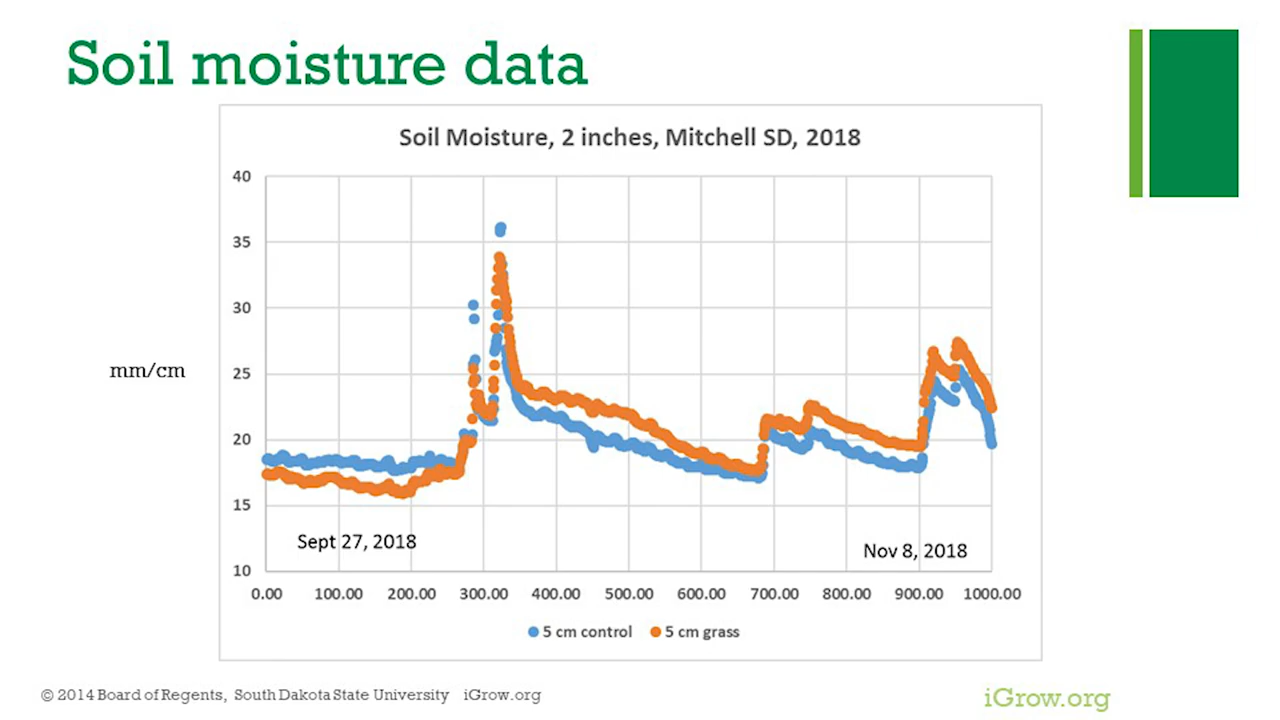 Soil moisture data
Soil Moisture, 2 inches, Mitchell SD, 2018
40
35
30
25
20
15
10
mm/cm
Sept 27, 2018
Nov 8, 2018
0.00 100.00 200.00 300.00 400.00 500.00 600.00 700.00 800.00 900.00 1000.00
5 cm control 5 cm grass
© 2014 Board of Regents, South Dakota State University iGrow.org
iGrow.org